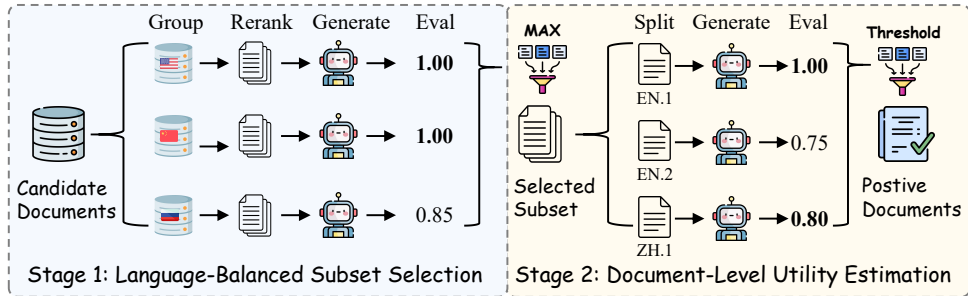 Group Rerank Generate Eval
1.00
1.00
0.85
Candidate
Documents
Stage 1: Language-Balanced Subset Selection
MAX
Selected
Subset
Split Generate Eval
EN.1
1.00
EN.2
0.75
ZH.1
0.80
Threshold
Postive
Documents
Stage 2: Document-Level Utility Estimation